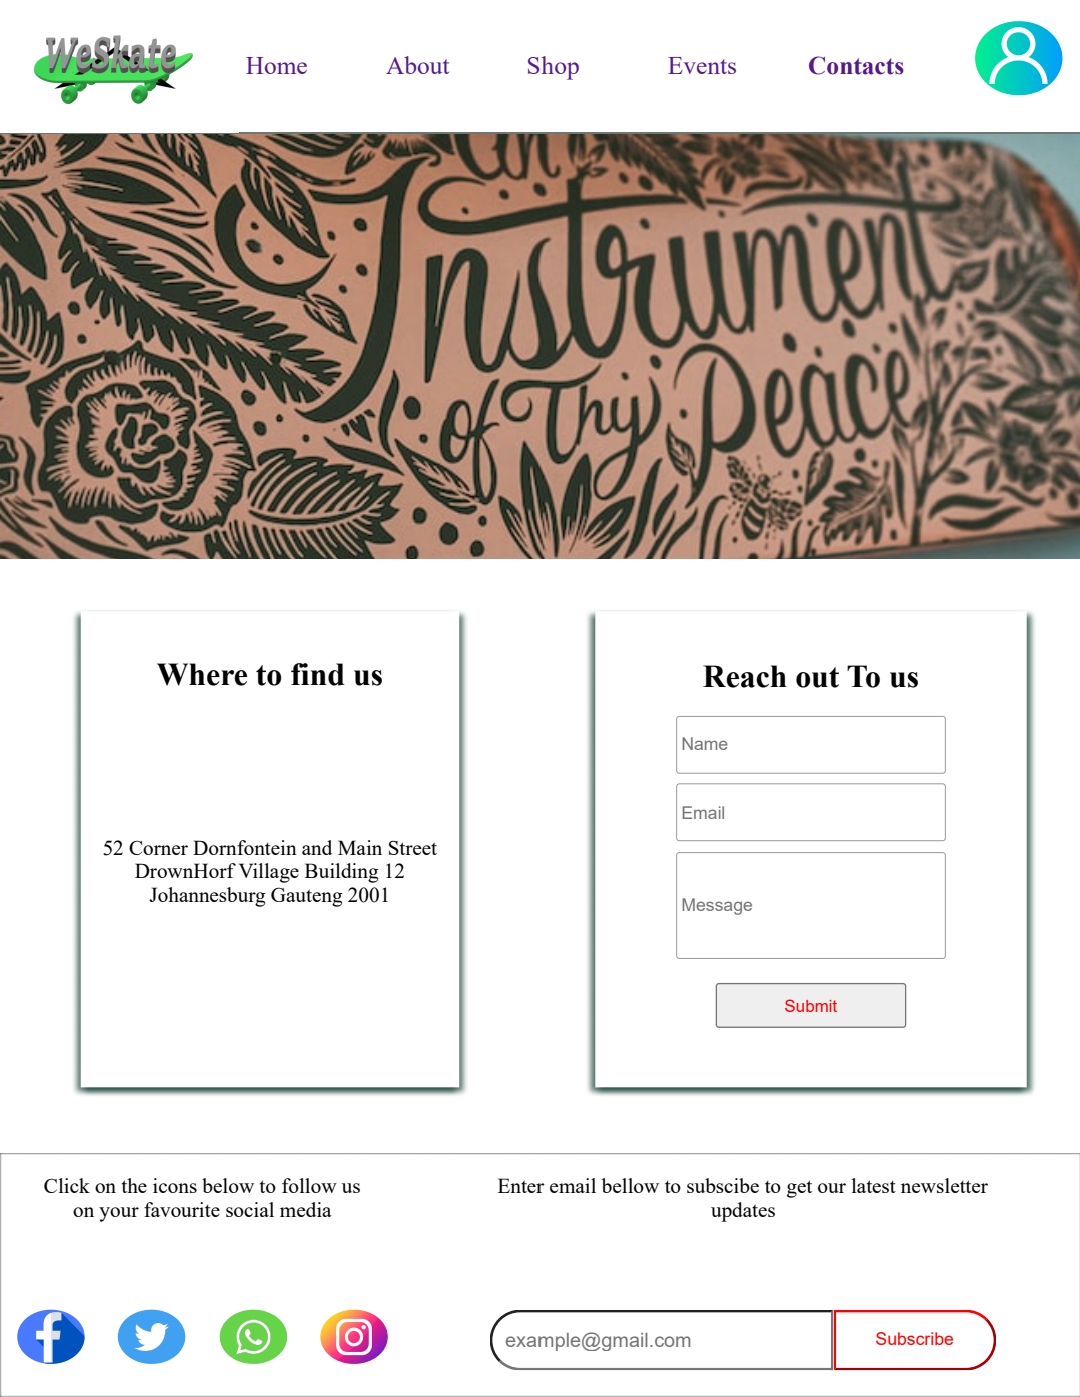 WeSkate
Home
About
Shop
Events
Contacts
an
Instrument
of Thy Peace
Where to find us
52 Corner Dornfontein and Main Street
DrownHorf Village Building 12
Johannesburg Gauteng 2001
Reach out To us
Name
Email
Message
Submit
Click on the icons below to follow us
on your favourite social media
Enter email bellow to subscibe to get our latest newsletter
updates
example@gmail.com
Subscribe